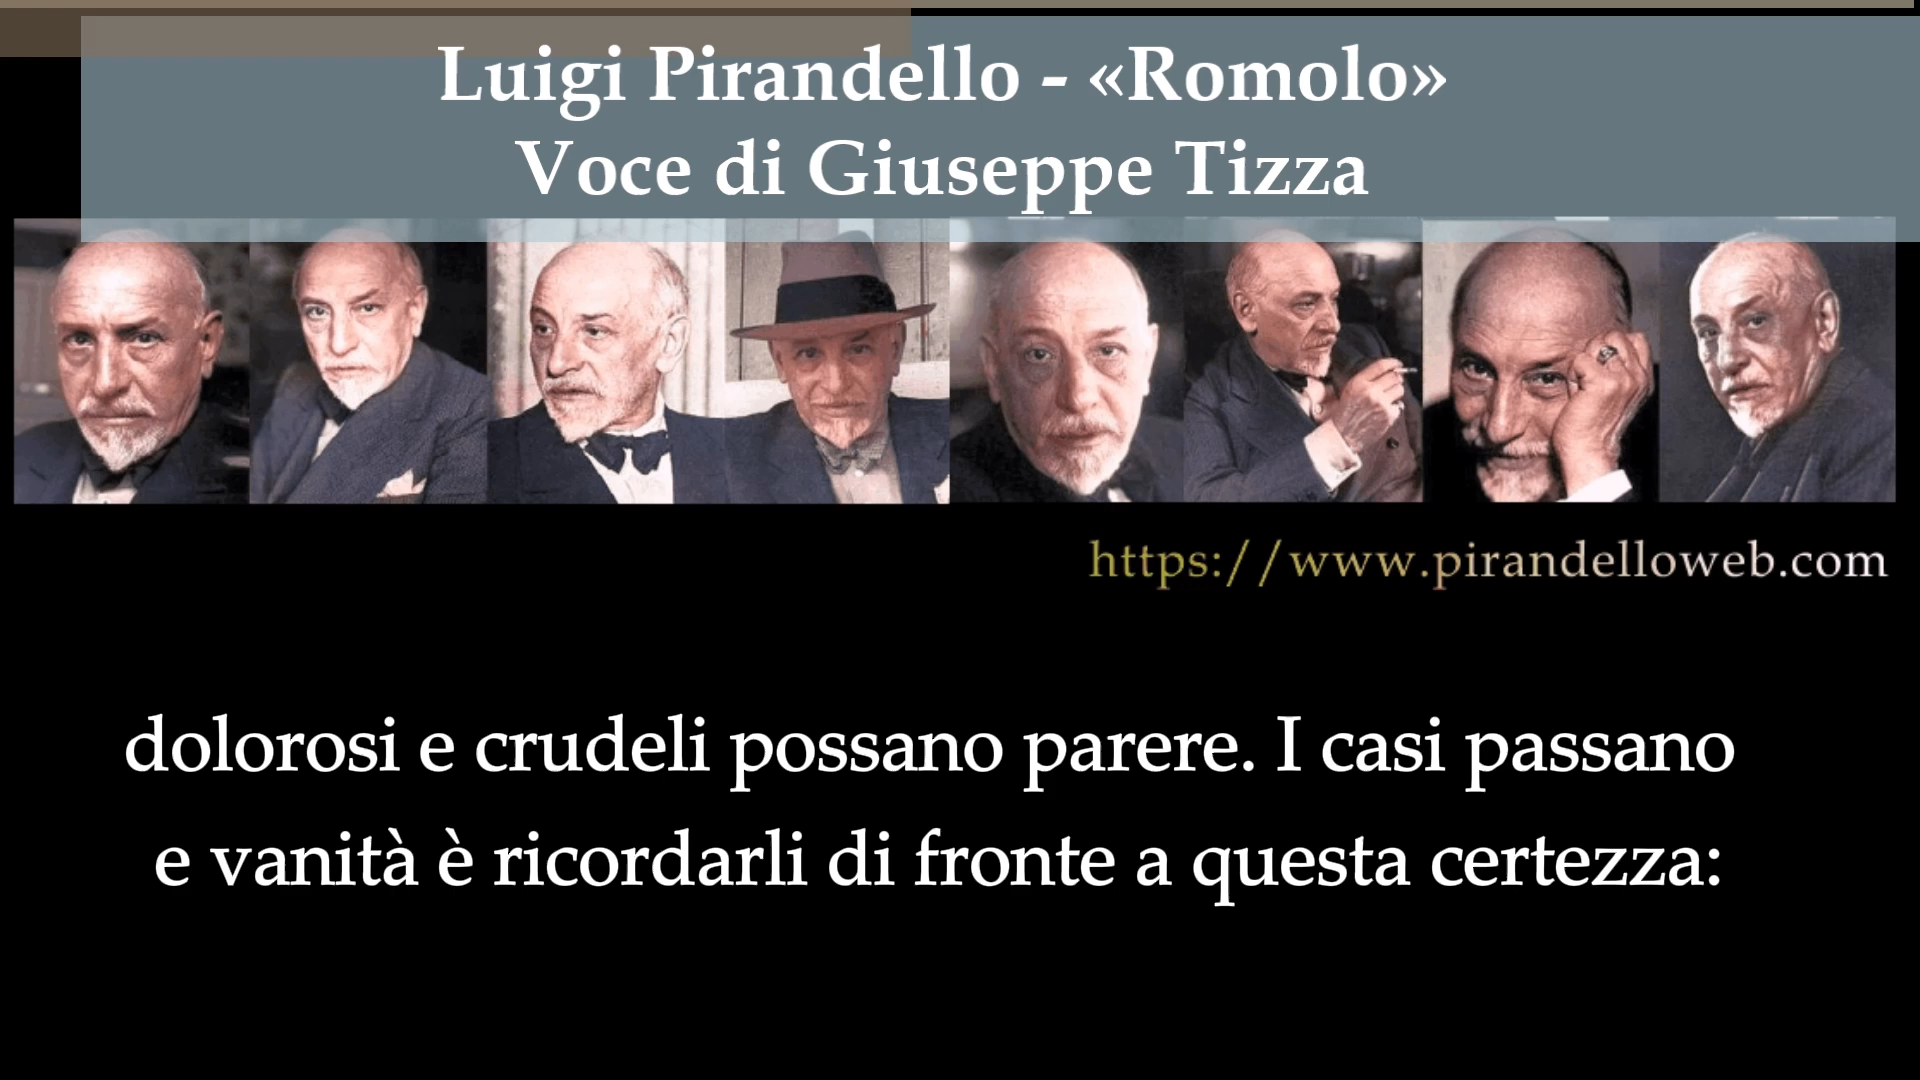 Luigi Pirandello - «Romolo»
Voce di Giuseppe Tizza
https://www.pirandelloweb.com
dolorosi e crudeli possano parere. I casi passano
e vanità è ricordarli di fronte a questa certezza: